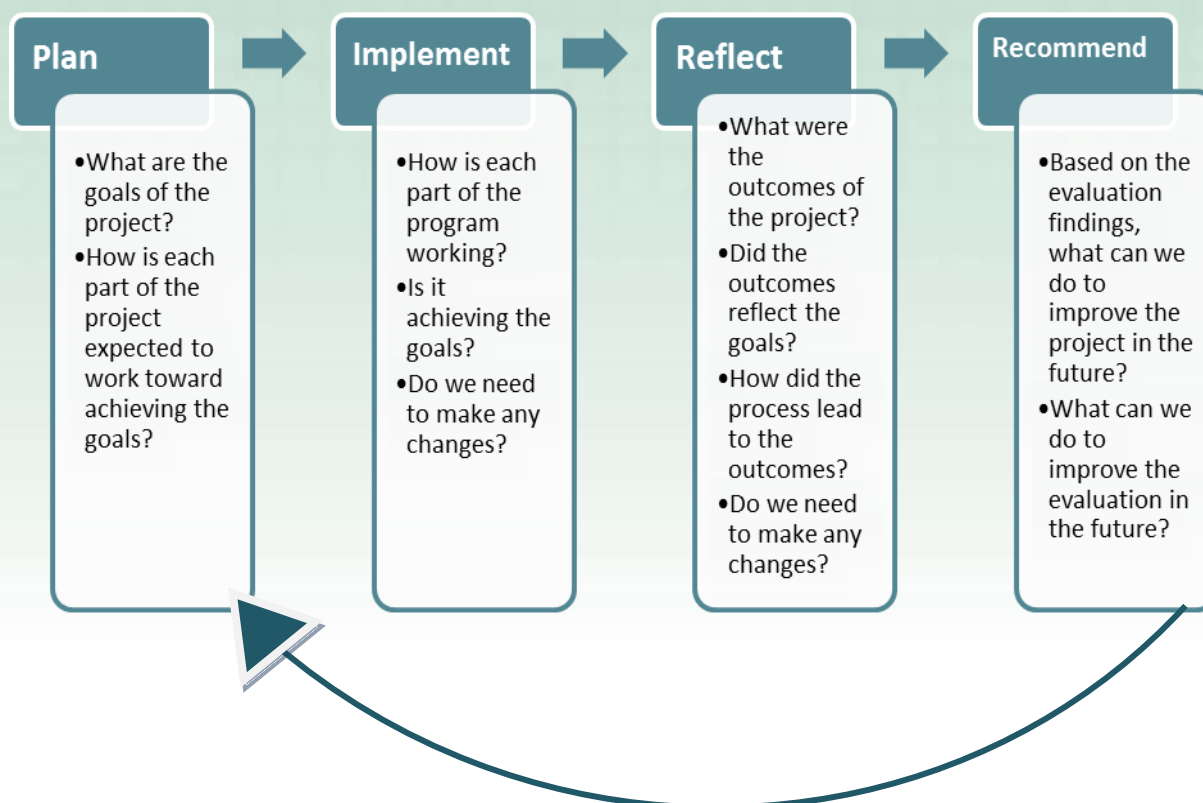 Plan
•What are the
goals of the
project?
•How is each
part of the
project
expected to
work toward
achieving the
goals?
Implement
•How is each
part of the
program
working?
•Is it
achieving the
goals?
•Do we need
to make any
changes?
Reflect
•What were
the
outcomes of
the project?
•Did the
outcomes
reflect the
goals?
•How did the
process lead
to the
outcomes?
•Do we need
to make any
changes?
Recommend
•Based on the
evaluation
findings,
what can we
do to
improve the
project in the
future?
•What can we
do to
improve the
evaluation in
the future?